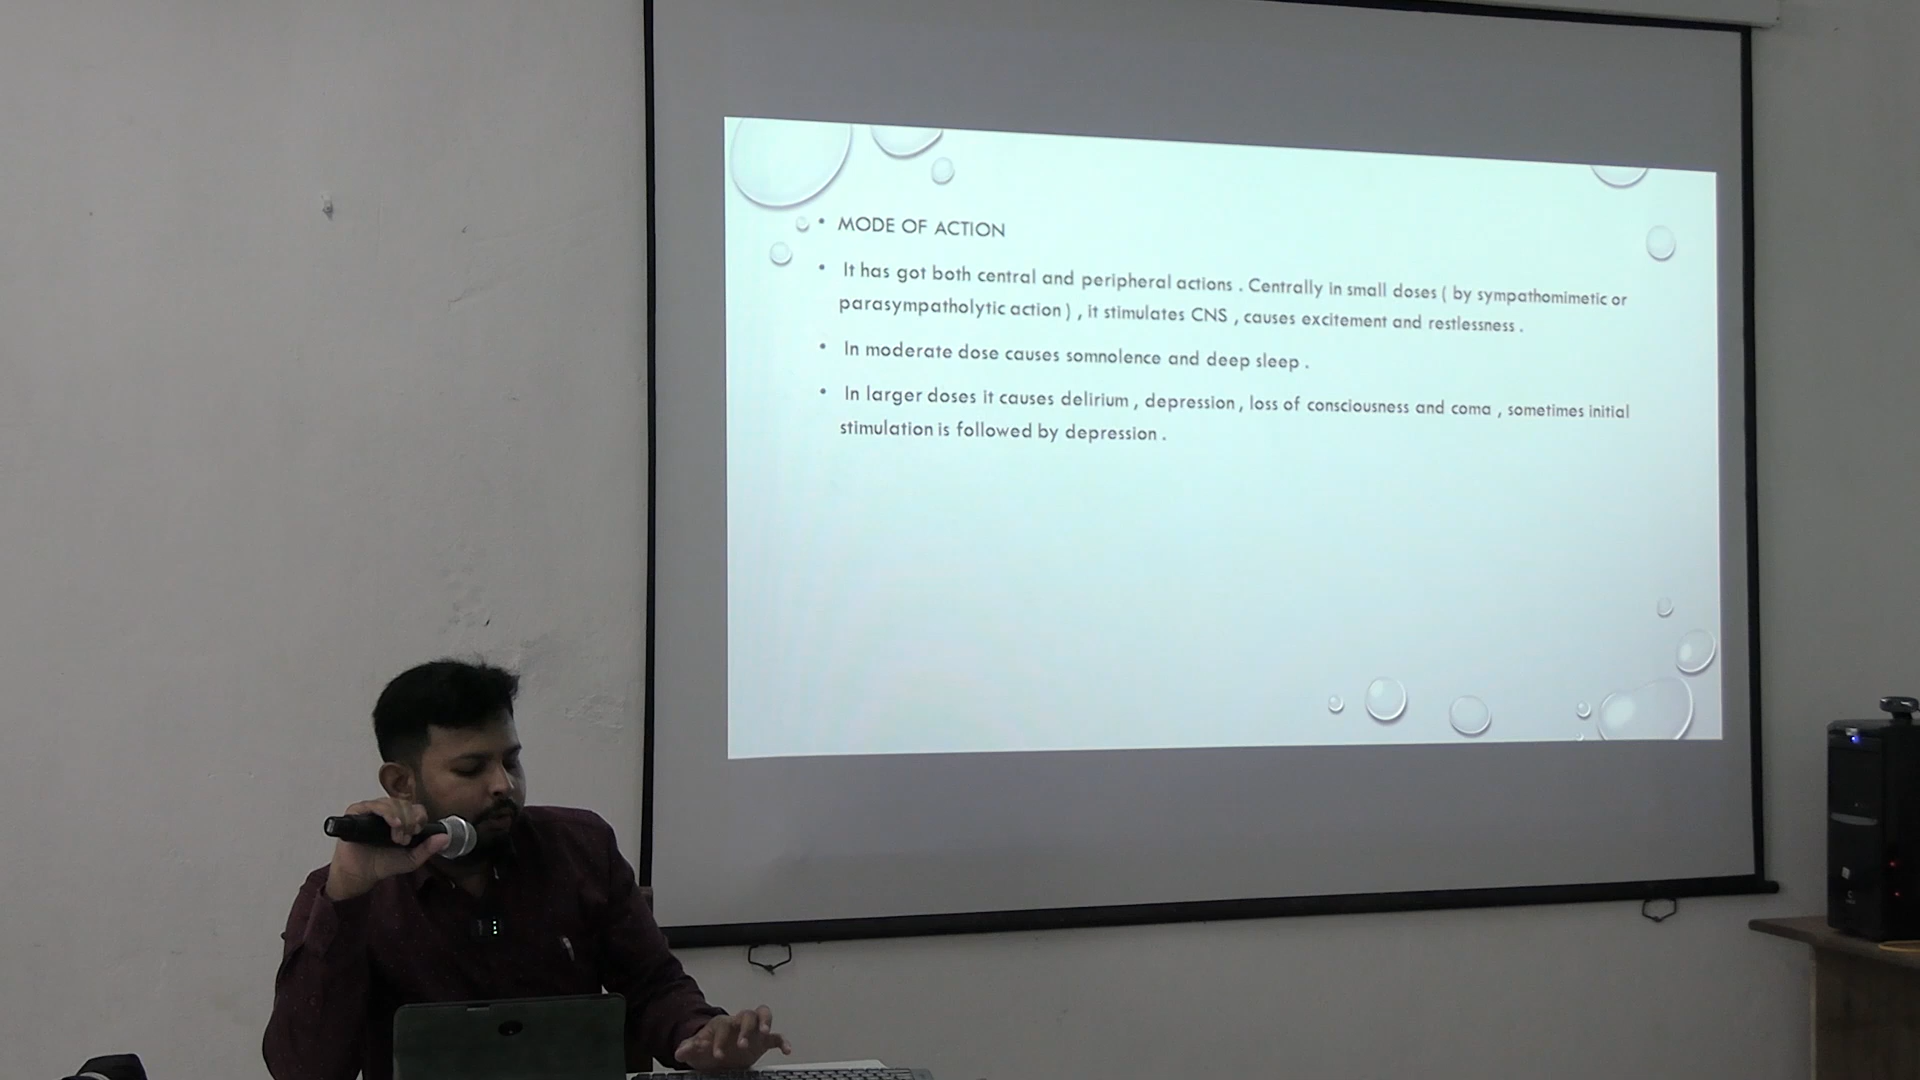 • MODE OF ACTION
• It has got both central and peripheral actions . Centrally in small doses ( by sympathomimetic or
parasympatholytic action ) , it stimulates CNS , causes excitement and restlessness .
• In moderate dose causes somnolence and deep sleep .
• In larger doses it causes delirium , depression , loss of consciousness and coma , sometimes initial
stimulation is followed by depression .